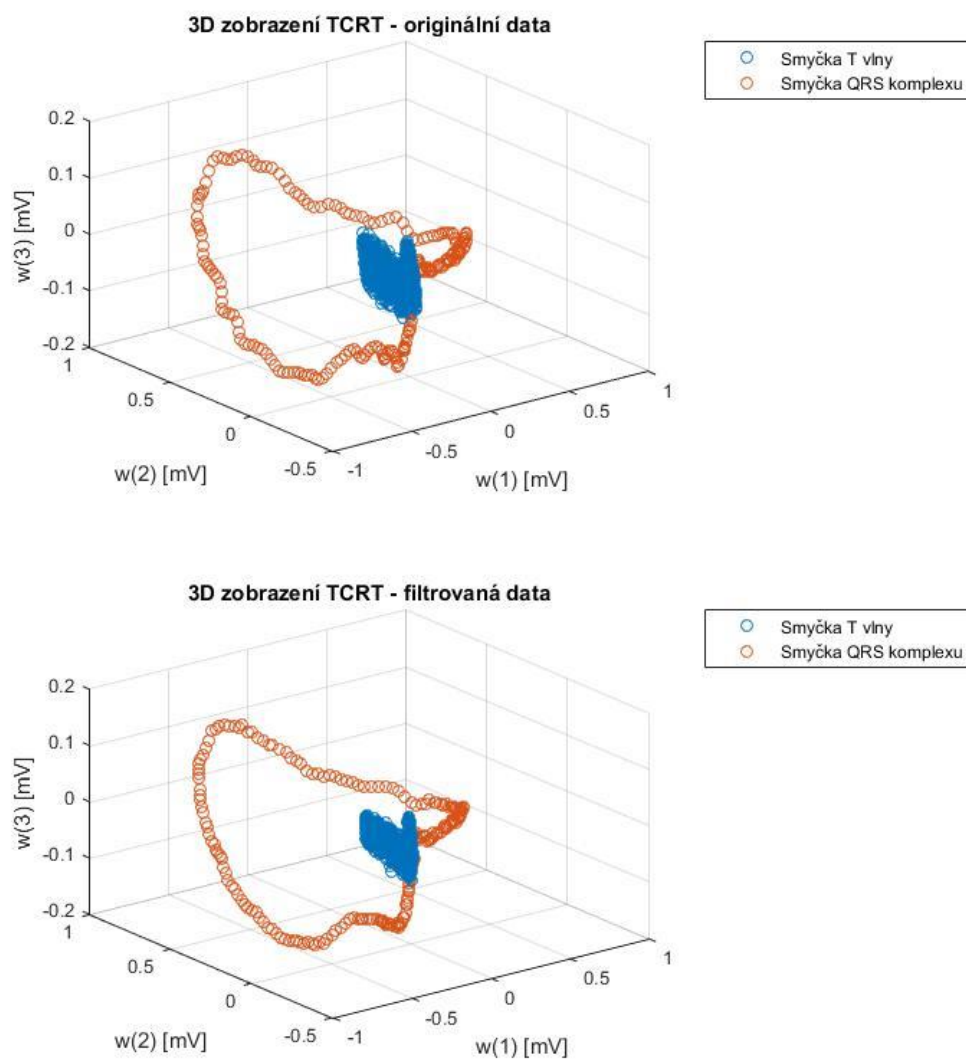 3D zobrazení TCRT - originální data
Smyčka T vlny
Smyčka QRS komplexu
0.2
0.1
0
-0.1
-0.2
w(3) [mV]
1
0.5
0
-0.5
w(2) [mV]
-1
-0.5
0
0.5
1
w(1) [mV]
3D zobrazení TCRT - filtrovaná data
Smyčka T vlny
Smyčka QRS komplexu
0.2
0.1
0
-0.1
-0.2
w(3) [mV]
1
0.5
0
-0.5
w(2) [mV]
-1
-0.5
0
0.5
1
w(1) [mV]